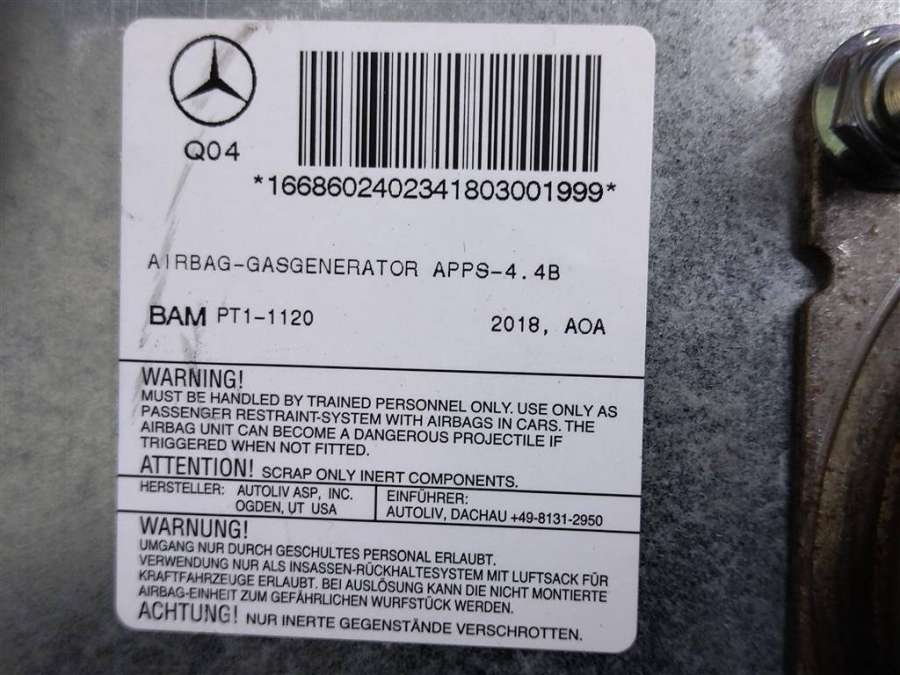 Q04
*1668602402341803001999*
AIRBAG-GASGENERATOR APPS-4.4B
BAM PT1-1120 2018, AOA
WARNING!
MUST BE HANDLED BY TRAINED PERSONNEL ONLY. USE ONLY AS
PASSENGER RESTRAINT-SYSTEM WITH AIRBAGS IN CARS. THE
AIRBAG UNIT CAN BECOME A DANGEROUS PROJECTILE IF
TRIGGERED WHEN NOT FITTED.
ATTENTION! SCRAP ONLY INERT COMPONENTS.
HERSTELLER: AUTOLIV ASP, INC.
OGDEN, UT USA
EINFÜHRER:
AUTOLIV, DACHAU +49-8131-2950
WARNUNG!
UMGANG NUR DURCH GESCHULTES PERSONAL ERLAUBT.
VERWENDUNG NUR ALS INSASSEN-RÜCKHALTESYSTEM MIT LUFTSACK FÜR
KRAFTFAHRZEUGE ERLAUBT. BEI AUSLÖSUNG KANN DIE NICHT MONTIERTE
AIRBAG-EINHEIT ZUM GEFÄHRLICHEN WURFSTÜCK WERDEN.
ACHTUNG! NUR INERTE GEGENSTÄNDE VERSCHROTTEN.